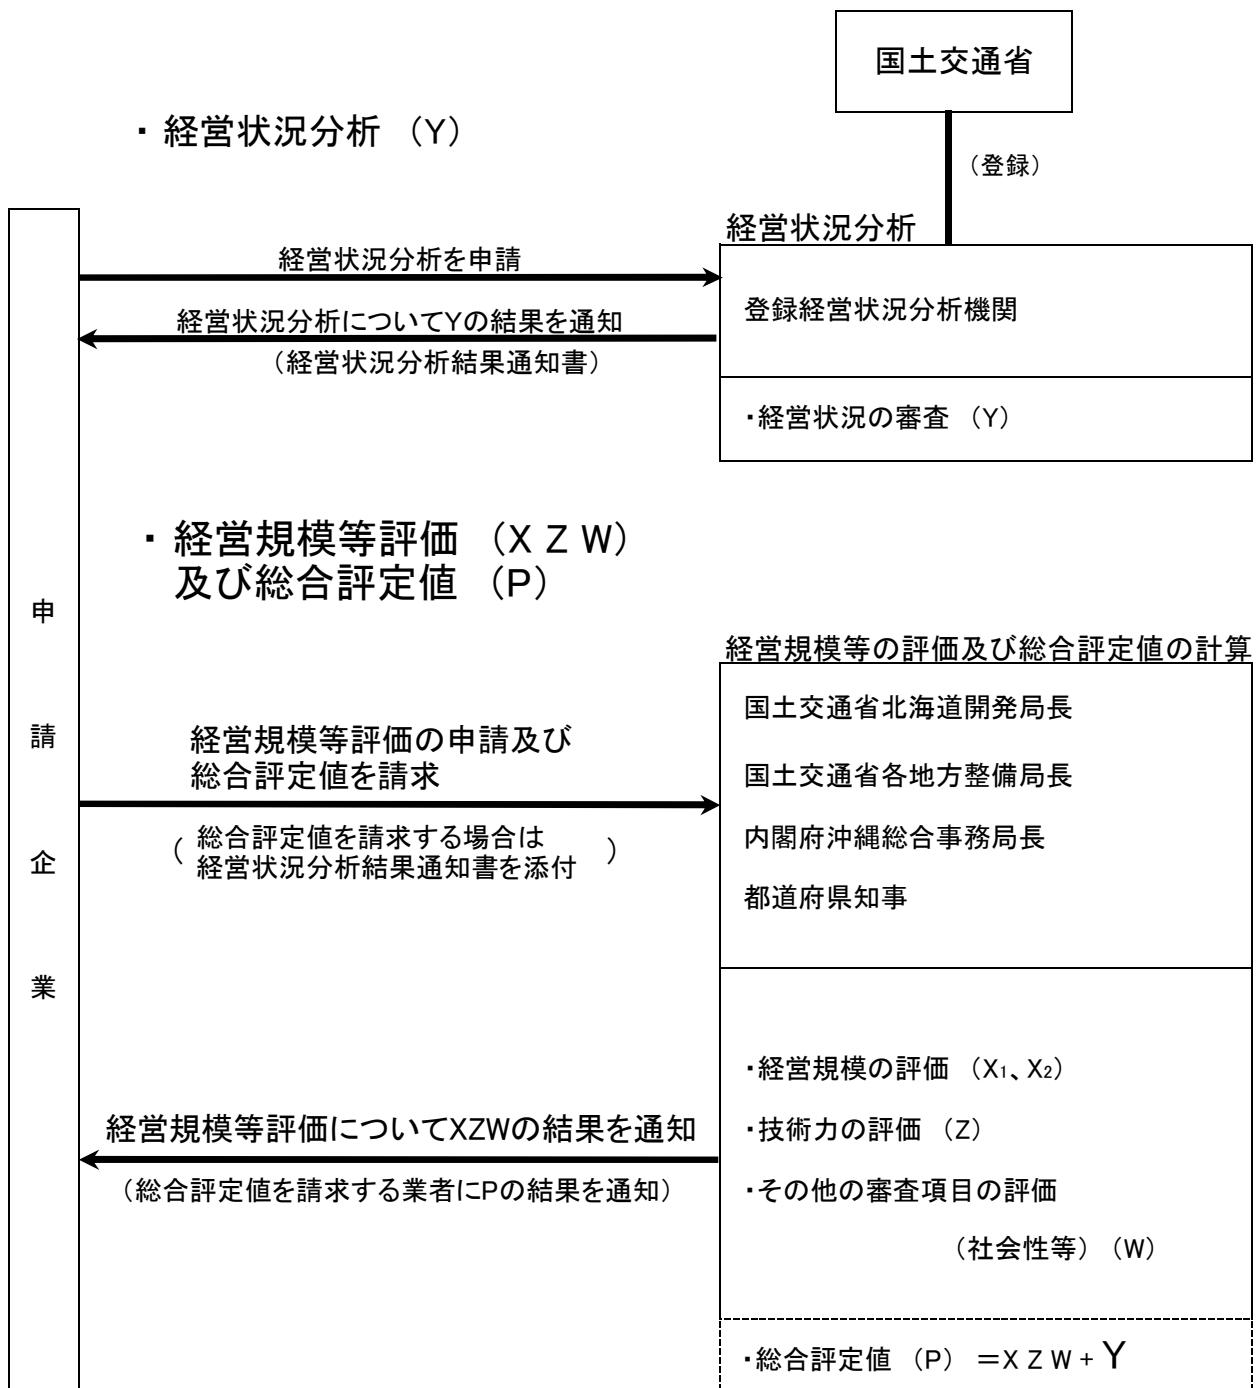 国土交通省
・経営状況分析 （Y）
（登録）
経営状況分析
経営状況分析を申請
登録経営状況分析機関
経営状況分析についてYの結果を通知
（経営状況分析結果通知書）
・経営状況の審査 （Y）
・経営規模等評価 （X Z W）
及び総合評定値 （P）
申請企業
経営規模等の評価及び総合評定値の計算
国土交通省北海道開発局長
国土交通省各地方整備局長
内閣府沖縄総合事務局長
都道府県知事
経営規模等評価の申請及び
総合評定値を請求
（ 総合評定値を請求する場合は
経営状況分析結果通知書を添付 ）
・経営規模の評価 （X₁、X₂）
・技術力の評価 （Z）
・その他の審査項目の評価
（社会性等）（W）
経営規模等評価についてXZWの結果を通知
（総合評定値を請求する業者にPの結果を通知）
・総合評定値 （P） ＝X Z W + Y